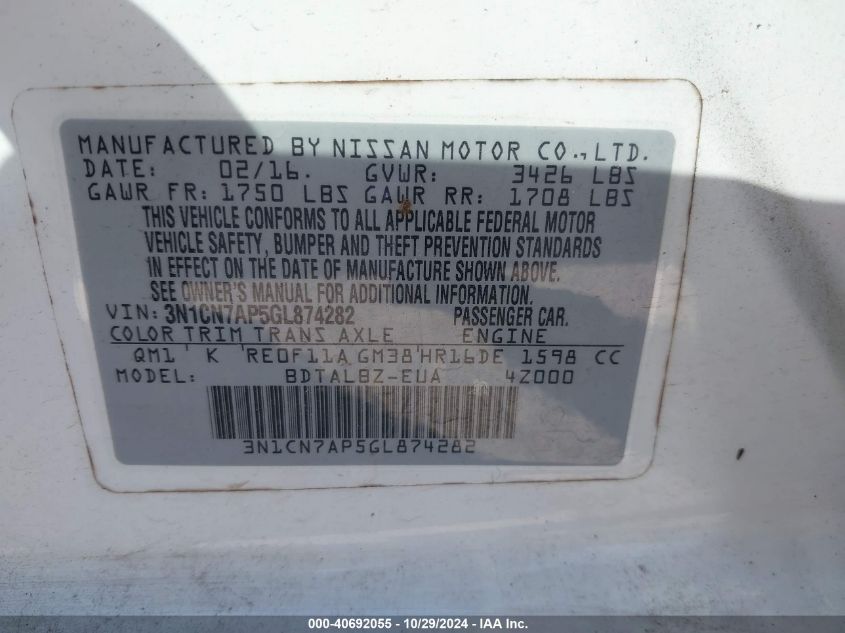 MANUFACTURED BY NISSAN MOTOR CO.,LTD.
DATE: 02/16. GVWR: 3426 LBS
GAWR FR: 1750 LBS GAWR RR: 1708 LBS
THIS VEHICLE CONFORMS TO ALL APPLICABLE FEDERAL MOTOR
VEHICLE SAFETY, BUMPER AND THEFT PREVENTION STANDARDS
IN EFFECT ON THE DATE OF MANUFACTURE SHOWN ABOVE.
SEE OWNER'S MANUAL FOR ADDITIONAL INFORMATION.
VIN: 3N1CN7AP5GL874282 PASSENGER CAR.
COLOR TRIM TRANS AXLE ENGINE
QM1 K RE0F11A GM38 HR16DE 1598 CC
MODEL: BDTALBZ-EUA 4Z000
3N1CN7AP5GL874282
000-40692055 - 10/29/2024 - IAA Inc.